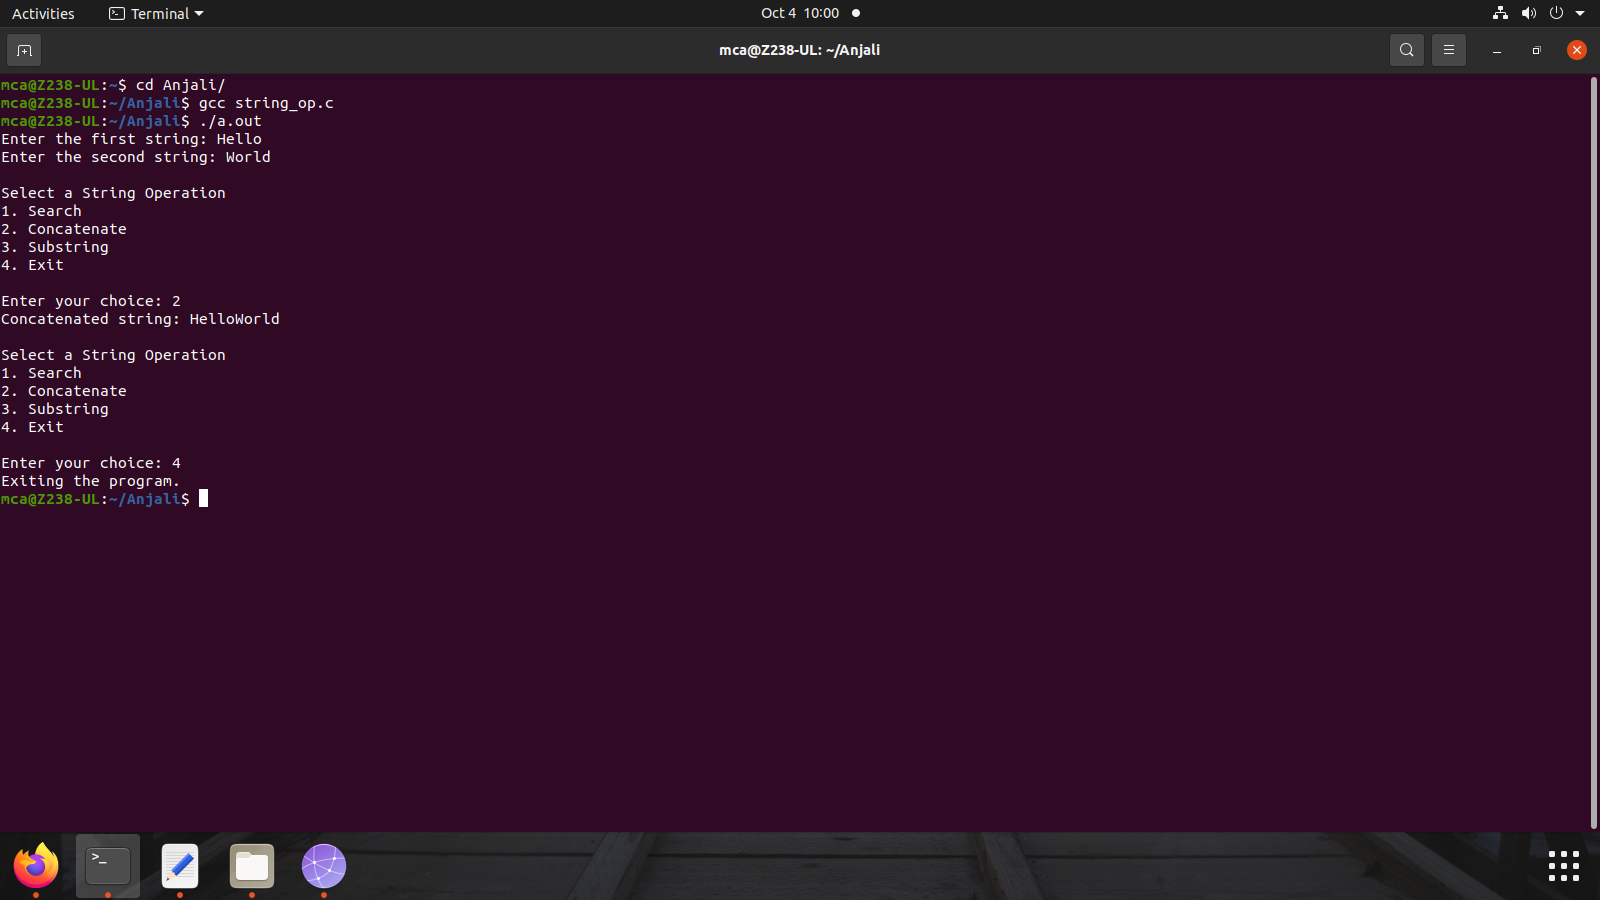 Activities Terminal Oct 4 10:00
mca@Z238-UL: ~/Anjali
mca@Z238-UL:~$ cd Anjali/
mca@Z238-UL:~/Anjali$ gcc string_op.c
mca@Z238-UL:~/Anjali$ ./a.out
Enter the first string: Hello
Enter the second string: World
Select a String Operation
1. Search
2. Concatenate
3. Substring
4. Exit
Enter your choice: 2
Concatenated string: HelloWorld
Select a String Operation
1. Search
2. Concatenate
3. Substring
4. Exit
Enter your choice: 4
Exiting the program.
mca@Z238-UL:~/Anjali$